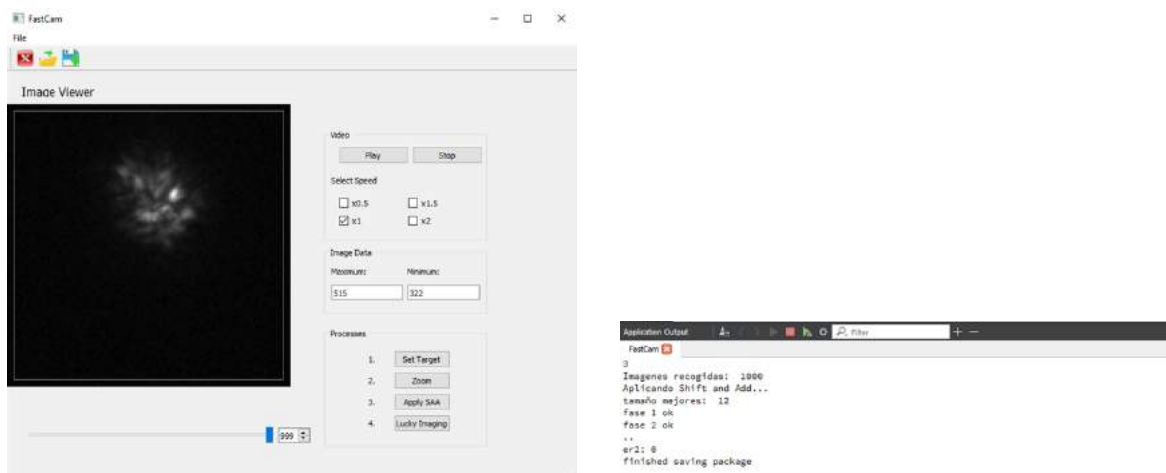 FastCam
File
Image Viewer
Video
Play Stop
Select Speed
x0.5 x1.5
x1 x2
Image Data
Maximum: Minimum:
515 322
Processes
1. Set Target
2. Zoom
3. Apply SAA
4. Lucky Imaging
999
Application Output Filter
FastCam
3
Imagenes recogidas: 1000
Aplicando Shift and Add...
tamaño mejores: 12
fase 1 ok
fase 2 ok
..
er2: 0
finished saving package